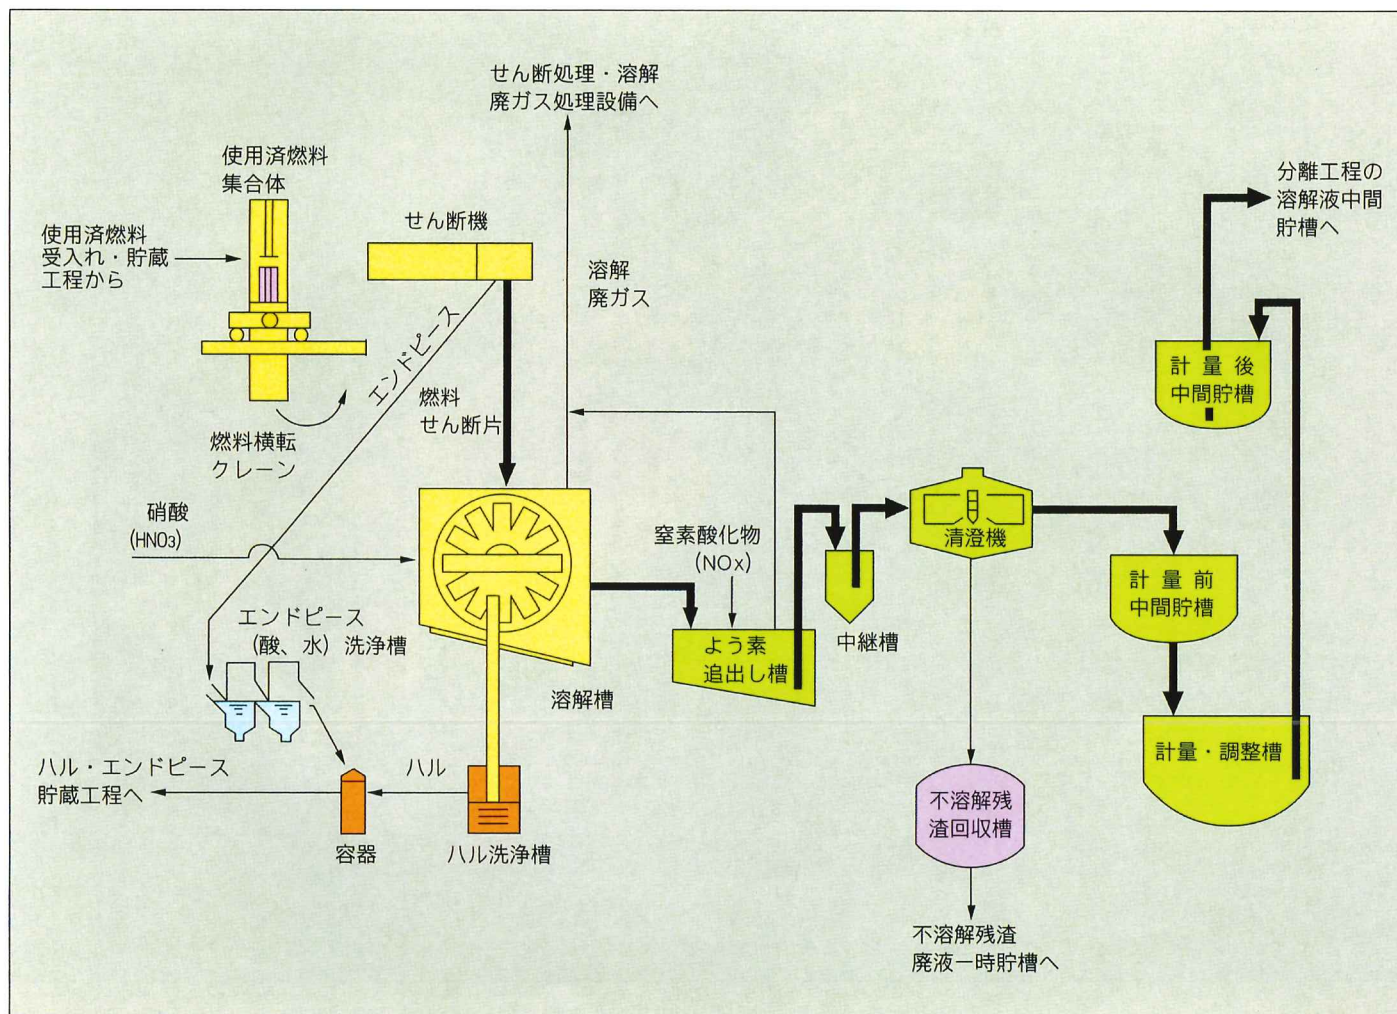 せん断処理・溶解
廃ガス処理設備へ
使用済燃料
集合体
使用済燃料
受入れ・貯蔵
工程から
せん断機
溶解
廃ガス
分離工程の
溶解液中間
貯槽へ
エンドピース
燃料
せん断片
燃料横転
クレーン
計量後
中間貯槽
硝酸
(HNO₃)
窒素酸化物
(NOx)
清澄機
計量前
中間貯槽
エンドピース
(酸、水) 洗浄槽
よう素
追出し槽
中継槽
溶解槽
計量・調整槽
ハル・エンドピース
貯蔵工程へ
ハル
不溶解残
渣回収槽
容器
ハル洗浄槽
不溶解残渣
廃液一時貯槽へ